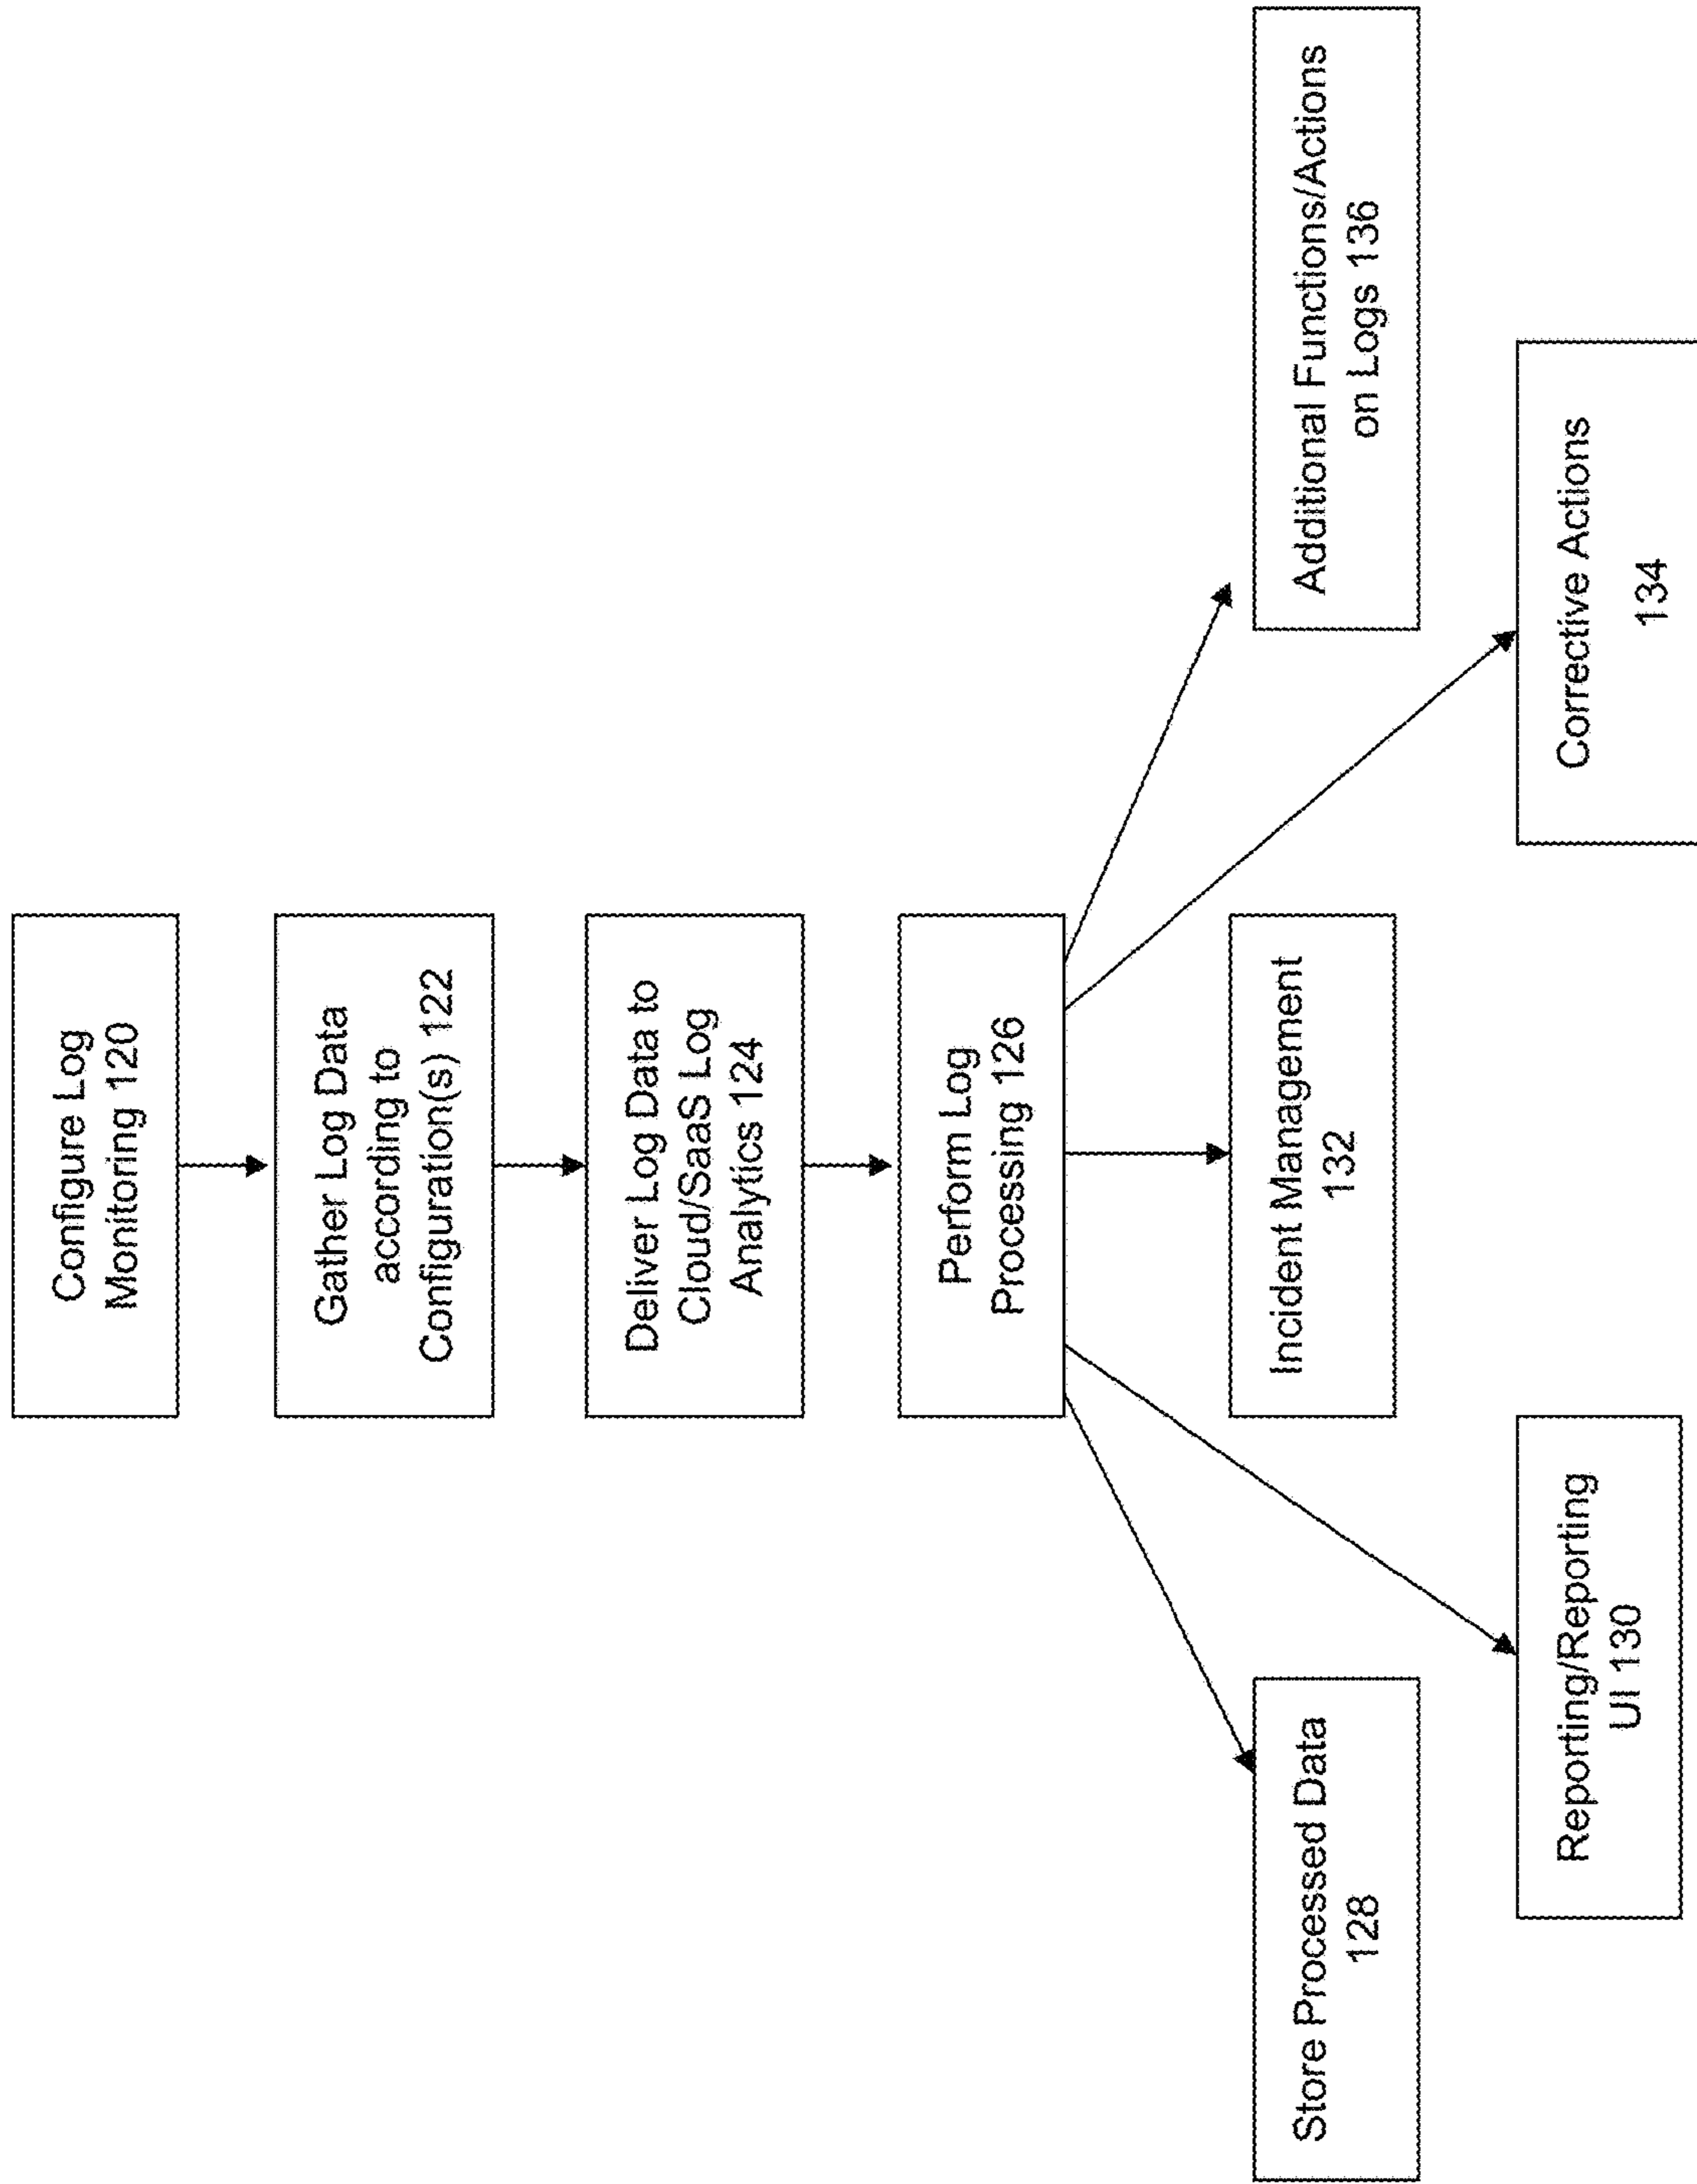 Configure Log
Monitoring 120
Gather Log Data
according to
Configuration(s) 122
Deliver Log Data to
Cloud/SaaS Log
Analytics 124
Perform Log
Processing 126
Store Processed Data
128
Reporting/Reporting
UI 130
Incident Management
132
Corrective Actions
134
Additional Functions/Actions
on Logs 136